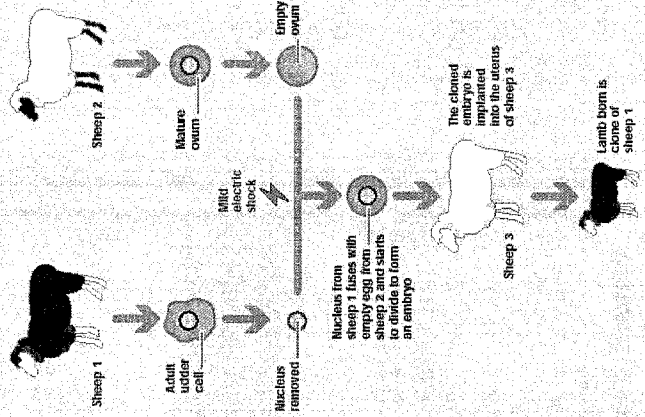 Sheep 1
Sheep 2
Adult
udder
cell
Mature
ovum
Nucleus
removed
Mild
electric
shock
Empty
ovum
Nucleus from
sheep 1 fuses with
empty egg from
sheep 2 and starts
to divide to form
an embryo
Sheep 3
The cloned
embryo is
implanted
into the uterus
of sheep 3
Lamb born is
clone of
sheep 1